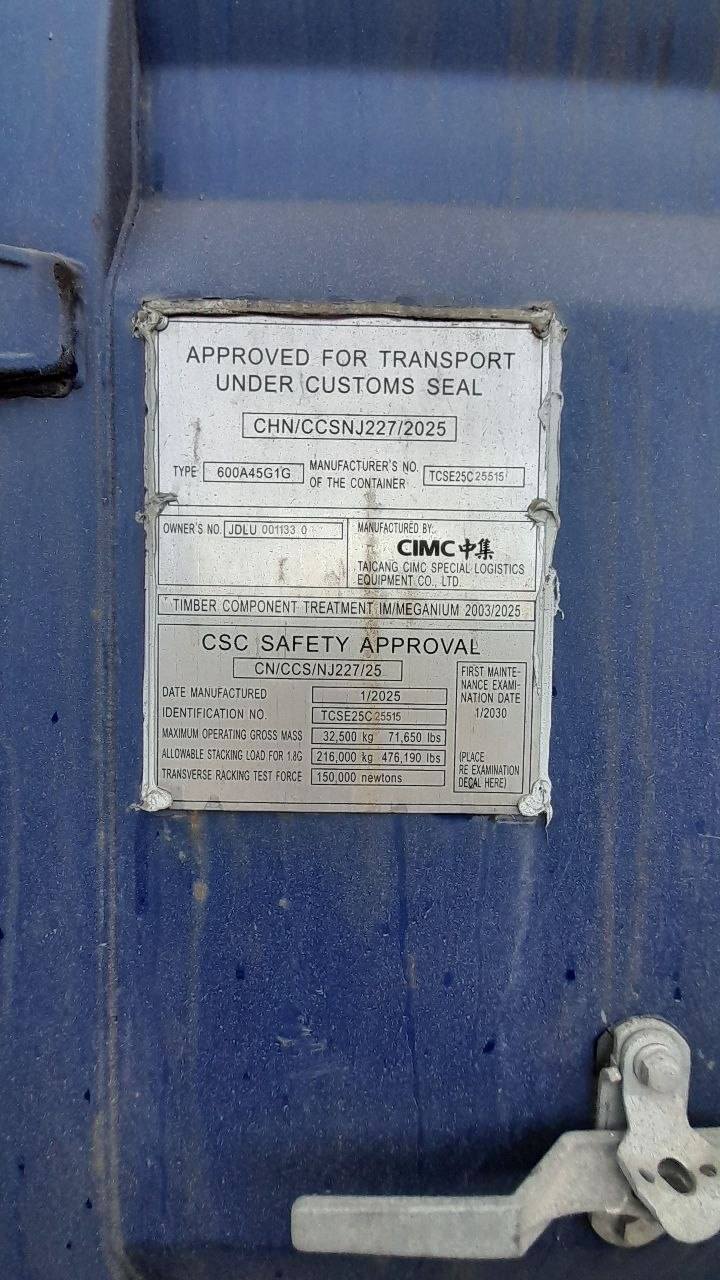 APPROVED FOR TRANSPORT
UNDER CUSTOMS SEAL
CHN/CCSNJ227/2025
TYPE 600A45G1G MANUFACTURER'S NO. OF THE CONTAINER TCSE25C25515
OWNER'S NO. JDLU 001133 0
MANUFACTURED BY:
CIMC 中集
TAICANG CIMC SPECIAL LOGISTICS
EQUIPMENT CO., LTD.
TIMBER COMPONENT TREATMENT IM/MEGANIUM 2003/2025
CSC SAFETY APPROVAL
CN/CCS/NJ227/25
DATE MANUFACTURED 1/2025
IDENTIFICATION NO. TCSE25C25515
MAXIMUM OPERATING GROSS MASS 32,500 kg 71,650 lbs
ALLOWABLE STACKING LOAD FOR 1.8G 216,000 kg 476,190 lbs
TRANSVERSE RACKING TEST FORCE 150,000 newtons
FIRST MAINTE-
NANCE EXAMI-
NATION DATE
1/2030
(PLACE
RE EXAMINATION
DECAL HERE)